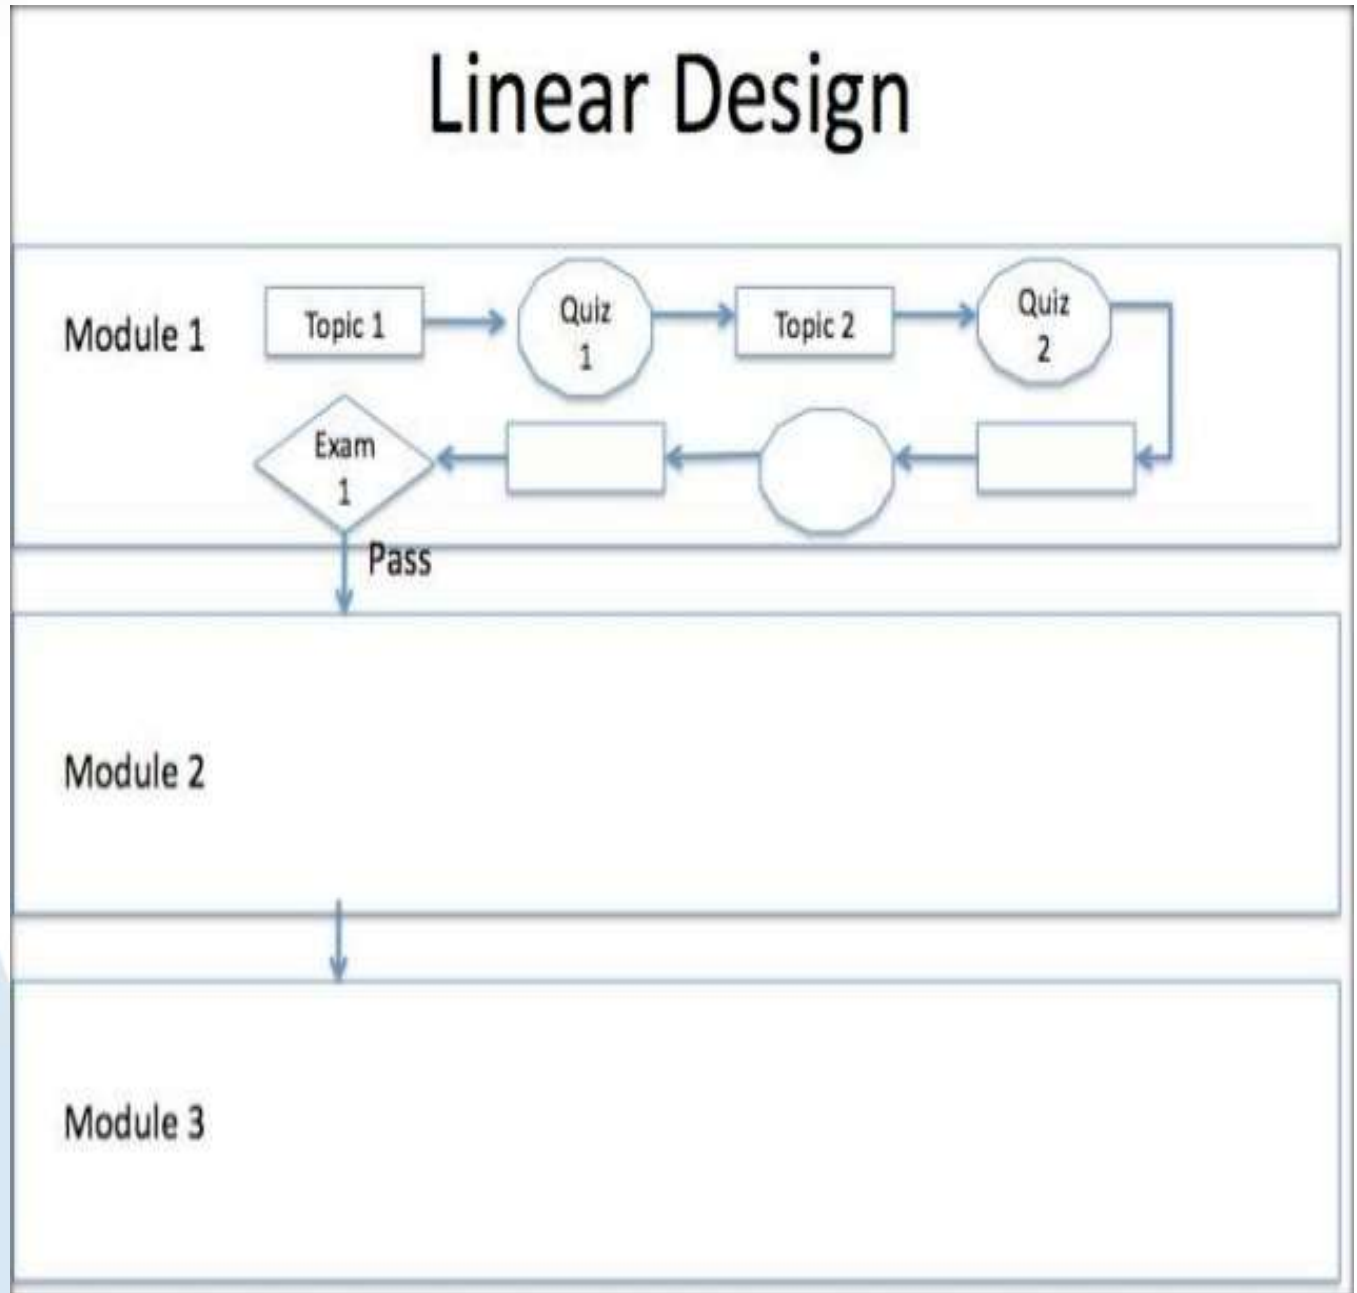 Linear Design
Module 1
Topic 1
Quiz
1
Topic 2
Quiz
2
Exam
1
Pass
Module 2
Module 3